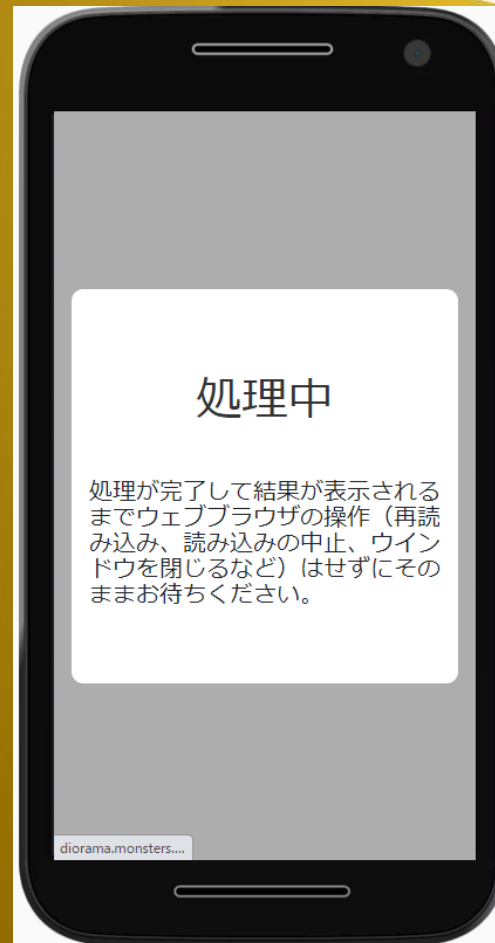 処理中
処理が完了して結果が表示される
までウェブブラウザの操作（再読
み込み、読み込みの中止、ウイン
ドウを閉じるなど）はせずにその
ままお待ちください。
diorama.monsters....